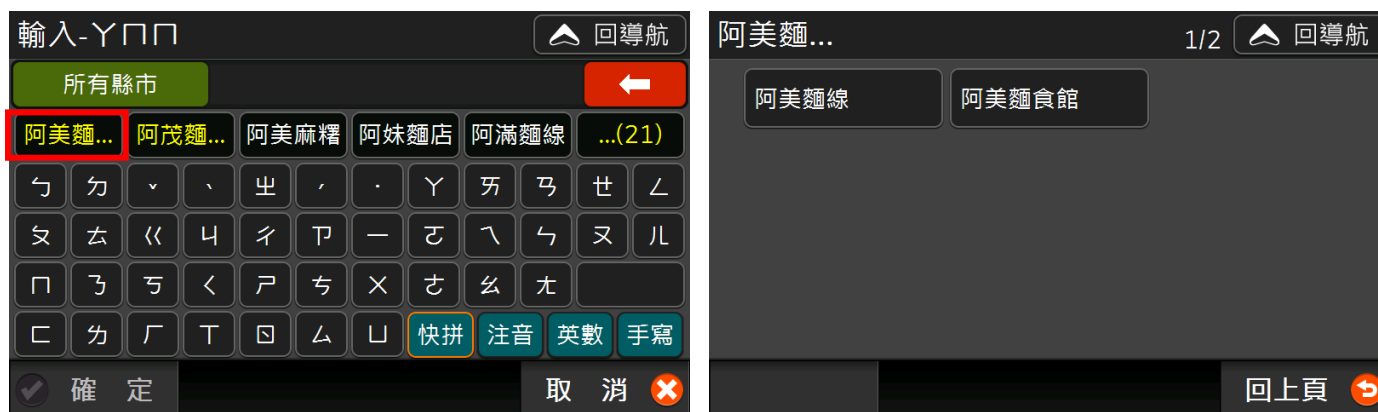 輸入-ㄚㄇㄇ
回導航
所有縣市
阿美麵... 阿茂麵... 阿美麻糬 阿妹麵店 阿滿麵線 ...(21)
ㄅ ㄉ ˇ ˋ ㄓ ˊ ˙ ㄚ ㄞ ㄢ ㄝ ㄥ
ㄆ ㄊ ㄍ ㄐ ㄔ ㄗ ㄧ ㄛ ㄟ ㄣ ㄡ ㄦ
ㄇ ㄋ ㄎ ㄑ ㄕ ㄘ ㄨ ㄜ ㄠ ㄤ
ㄈ ㄌ ㄏ ㄒ ㄖ ㄙ ㄩ 快拼 注音 英數 手寫
確 定
取 消
阿美麵...
1/2
回導航
阿美麵線
阿美麵食館
回上頁